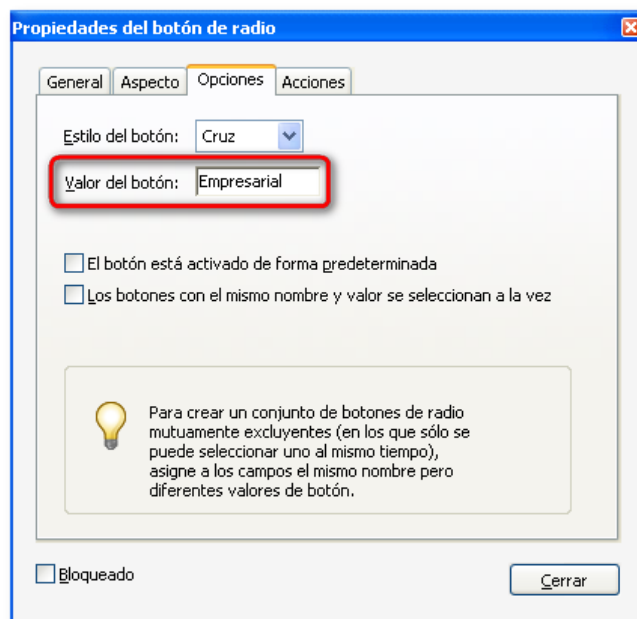 Propiedades del botón de radio
General Aspecto Opciones Acciones
Estilo del botón: Cruz
Valor del botón: Empresarial
El botón está activado de forma predeterminada
Los botones con el mismo nombre y valor se seleccionan a la vez
Para crear un conjunto de botones de radio
mutuamente excluyentes (en los que sólo se
puede seleccionar uno al mismo tiempo),
asigne a los campos el mismo nombre pero
diferentes valores de botón.
Bloqueado
Cerrar